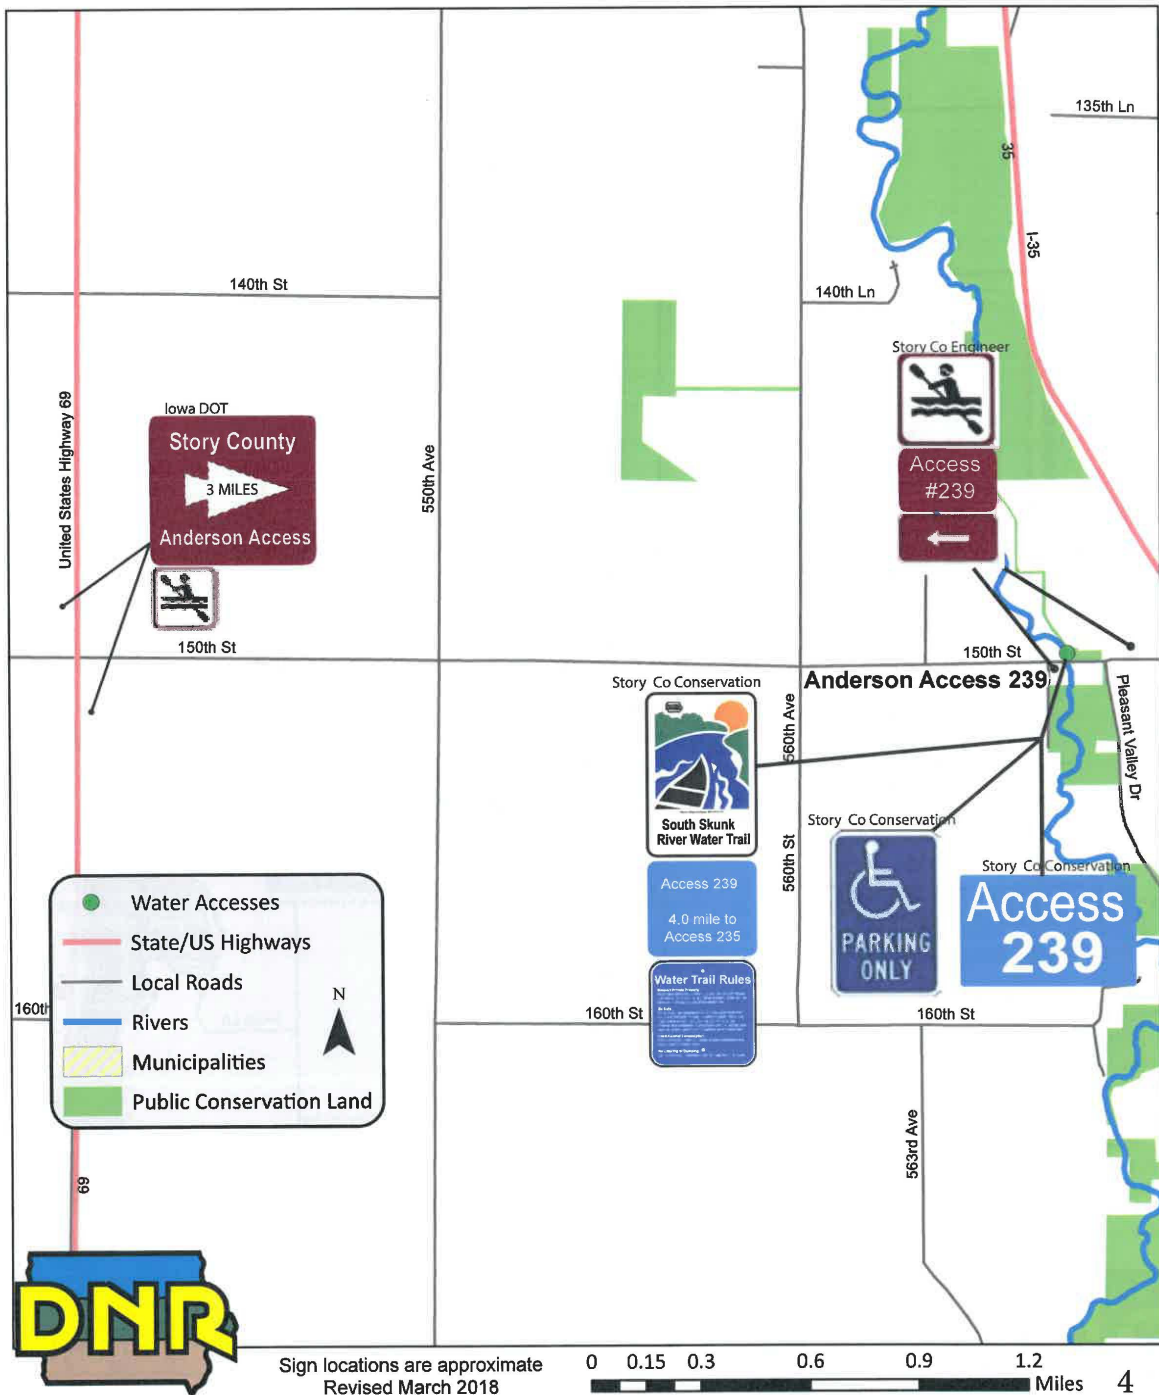 135th Ln
35
I-35
140th St
140th Ln
Story Co Engineer
United States Highway 69
Iowa DOT
Story County
3 MILES
Anderson Access
550th Ave
Access
#239
150th St
150th St
Anderson Access 239
Story Co Conservation
560th Ave
Pleasant Valley Dr
South Skunk
River Water Trail
Story Co Conservation
560th St
PARKING
ONLY
Story Co Conservation
Access
239
Access 239
4.0 mile to
Access 235
Water Trail Rules
Water Accesses
State/US Highways
Local Roads
Rivers
Municipalities
Public Conservation Land
N
160th
160th St
160th St
563rd Ave
69
DNR
Sign locations are approximate
Revised March 2018
0 0.15 0.3 0.6 0.9 1.2
Miles
4